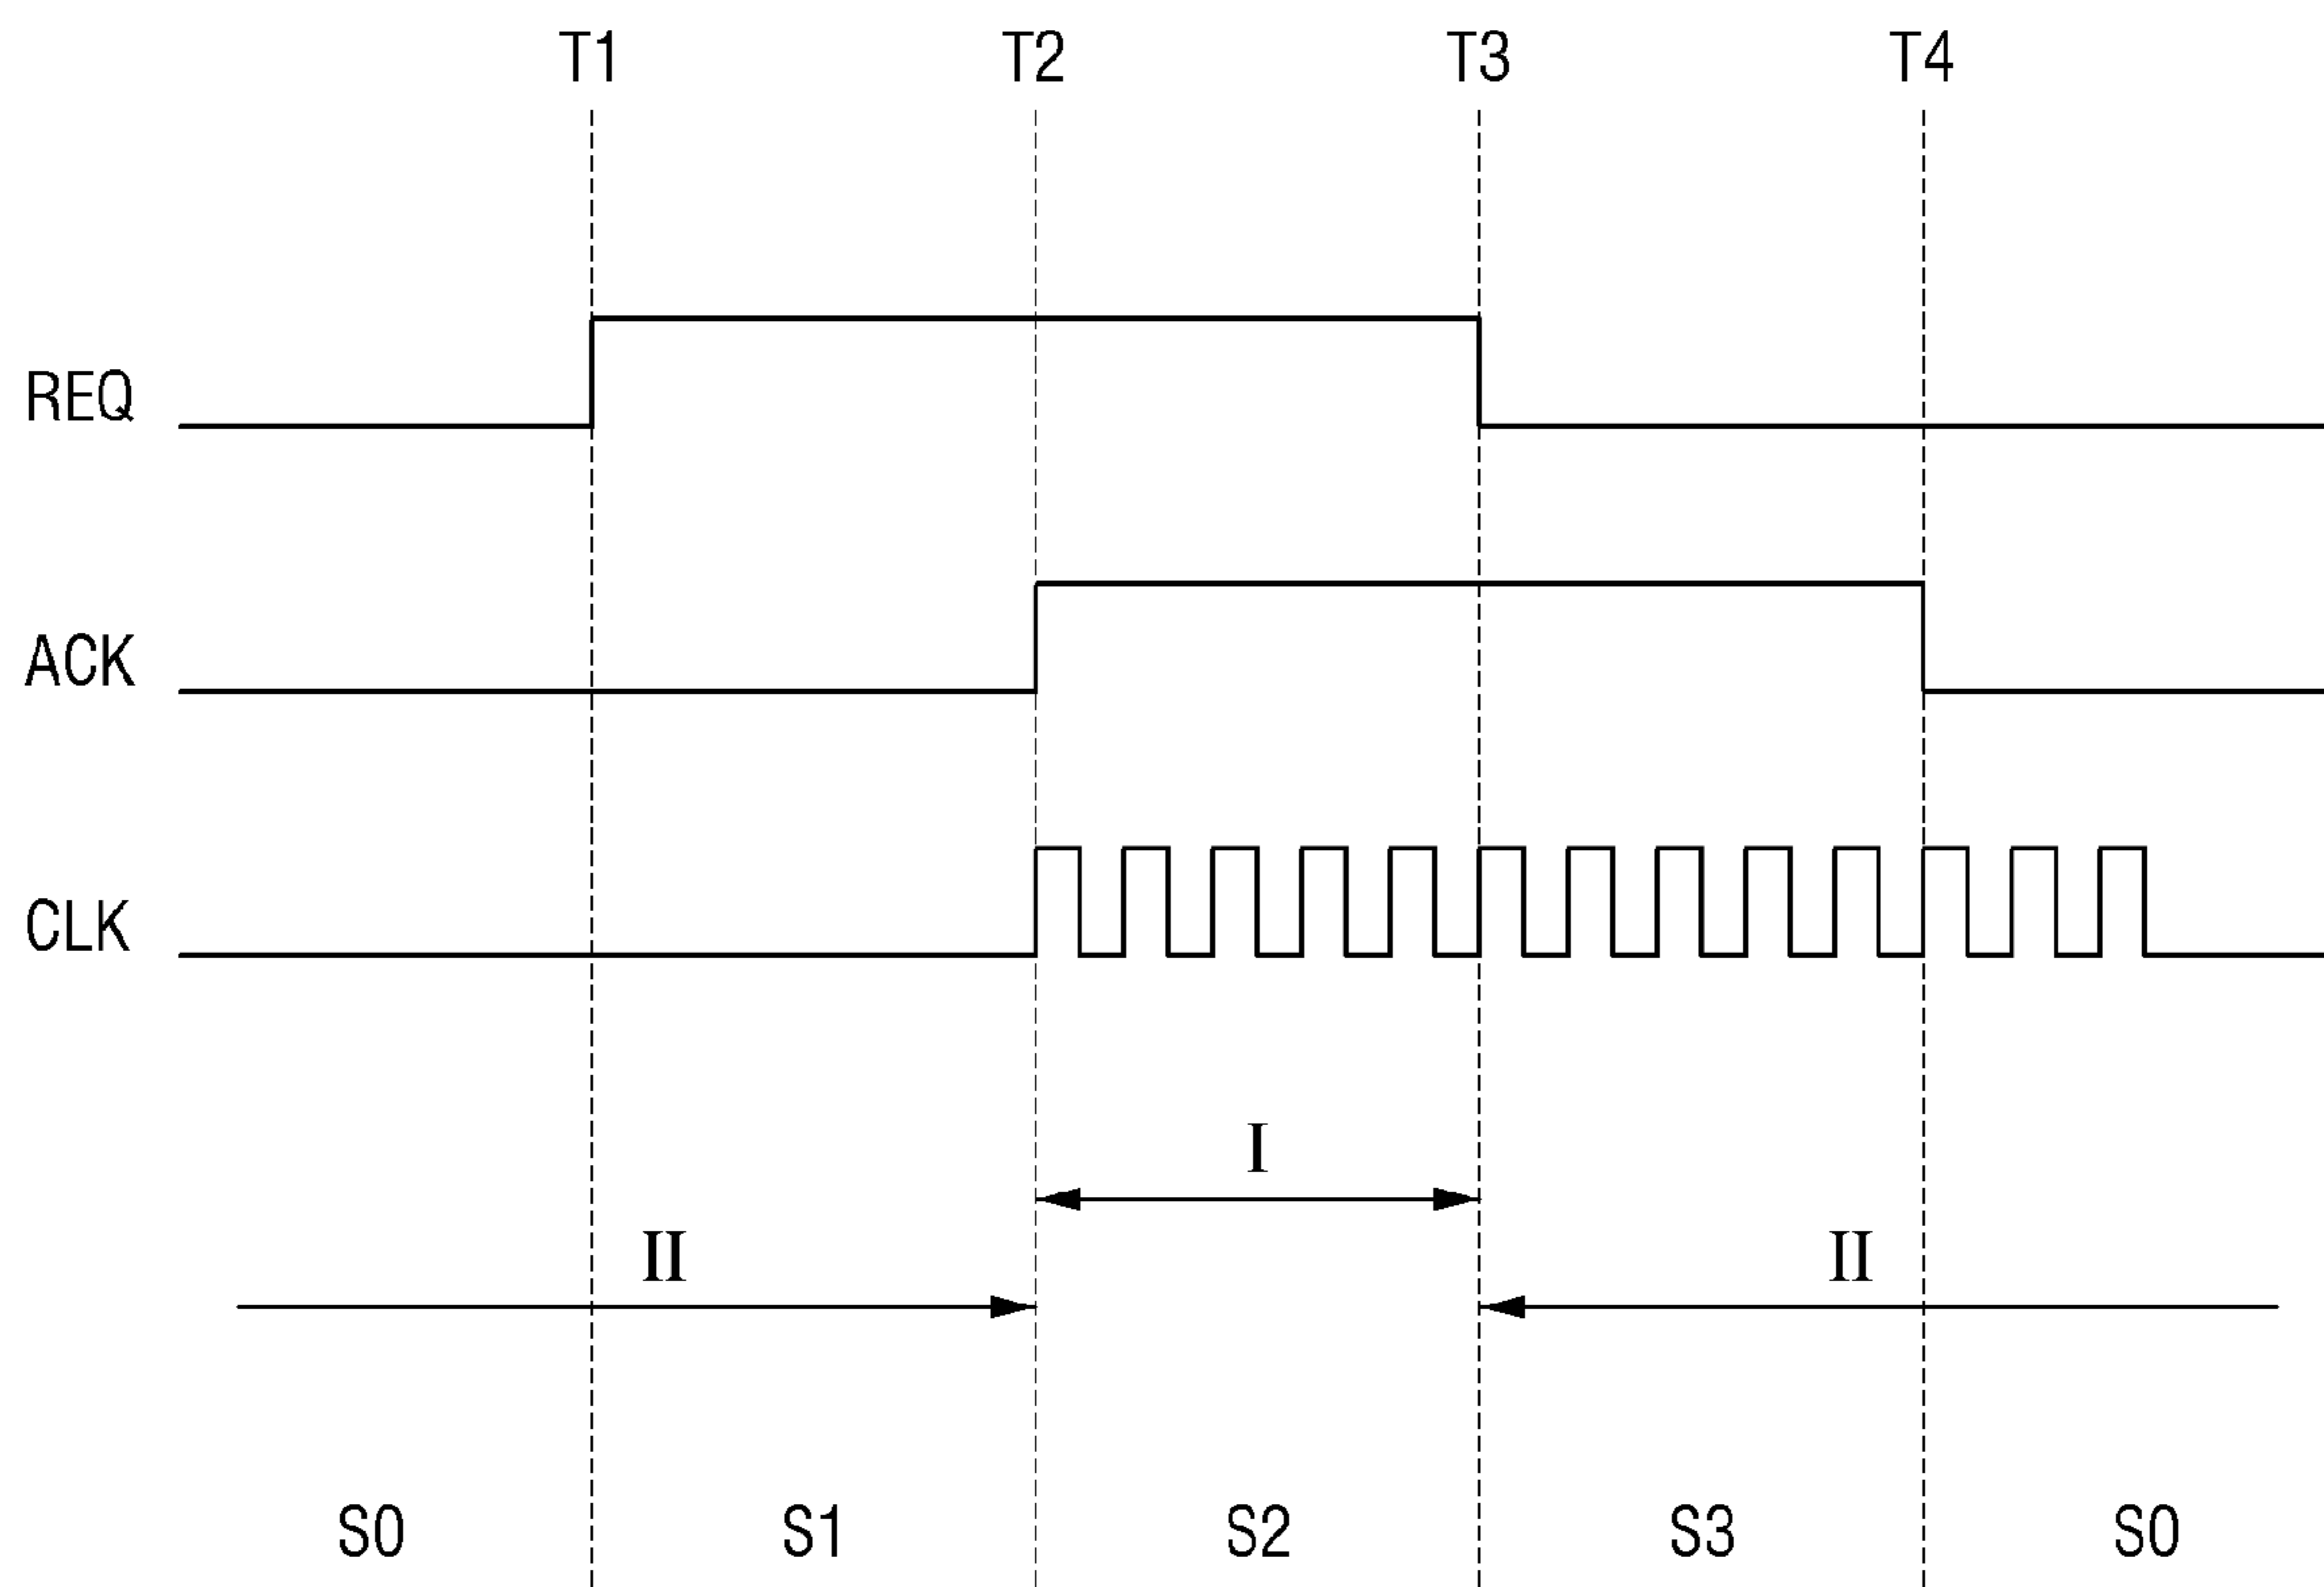 T1 T2 T3 T4
REQ
ACK
CLK
I
II II
S0 S1 S2 S3 S0